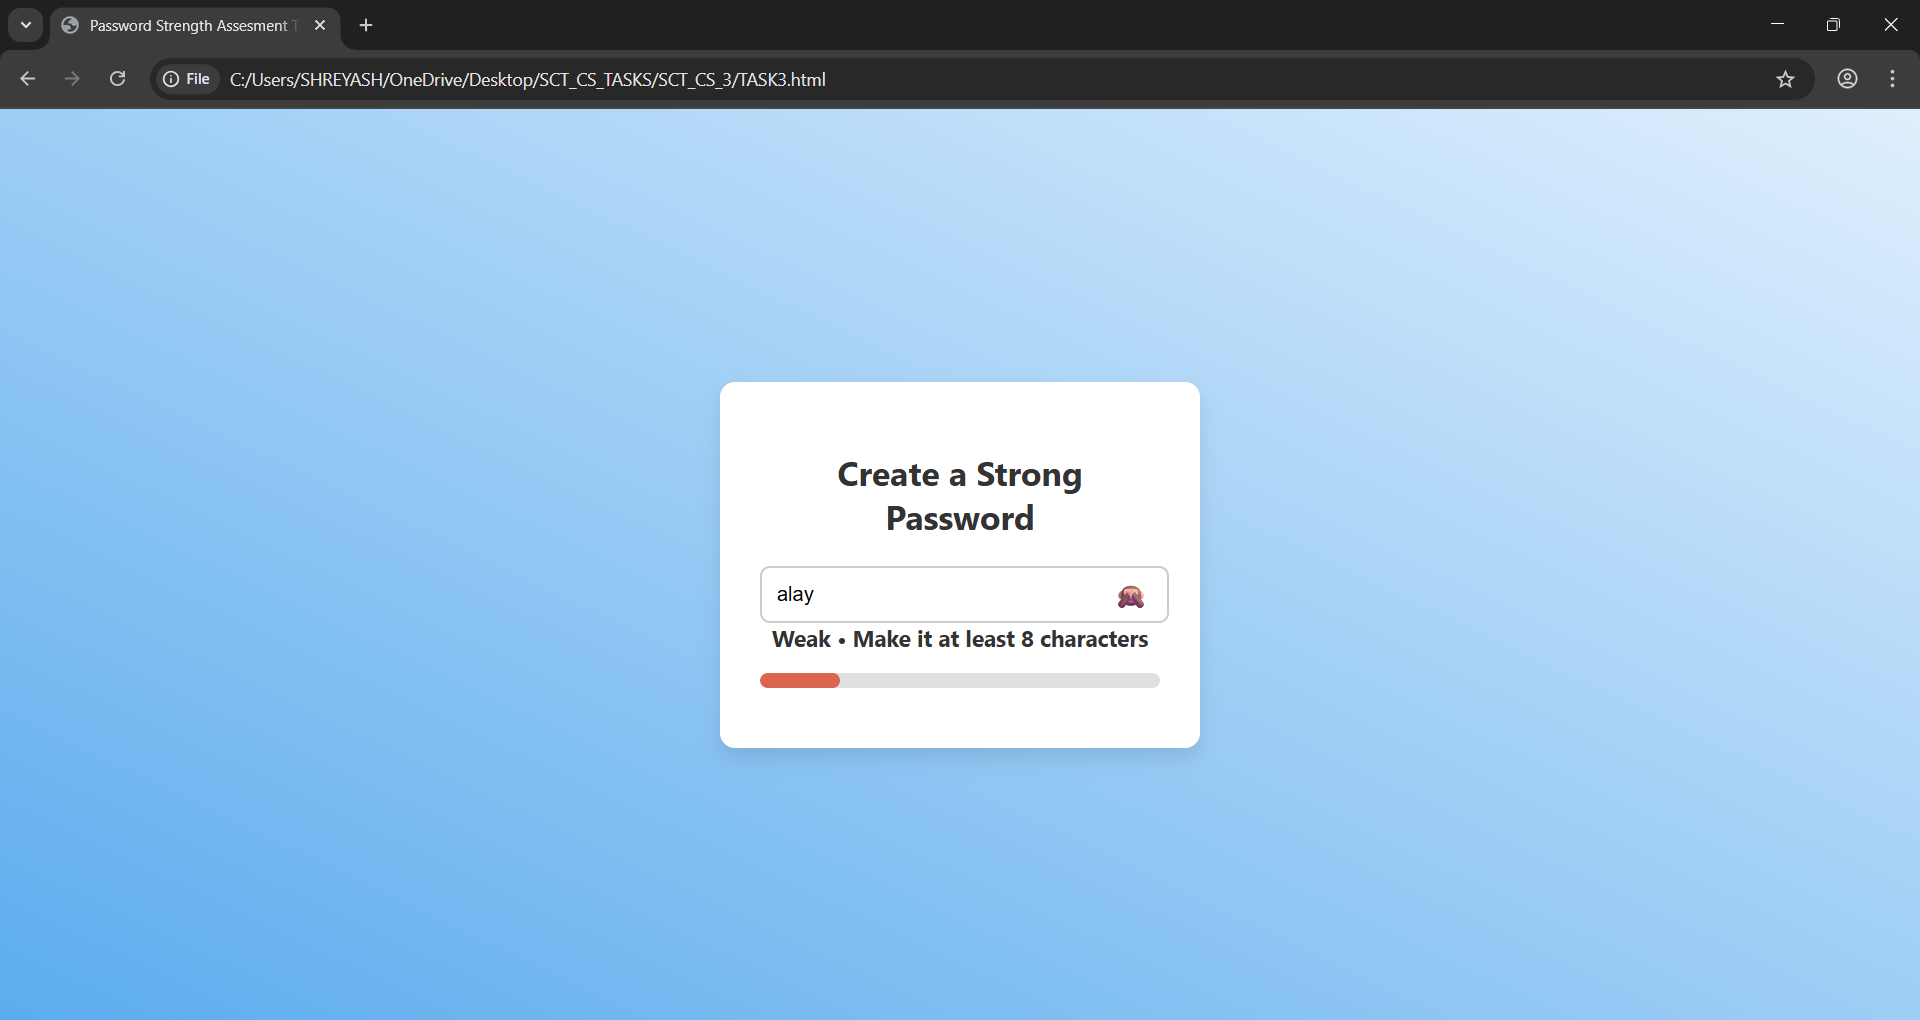 Password Strength Assesment
File
C:/Users/SHREYASH/OneDrive/Desktop/SCT_CS_TASKS/SCT_CS_3/TASK3.html
Create a Strong
Password
alay
Weak • Make it at least 8 characters